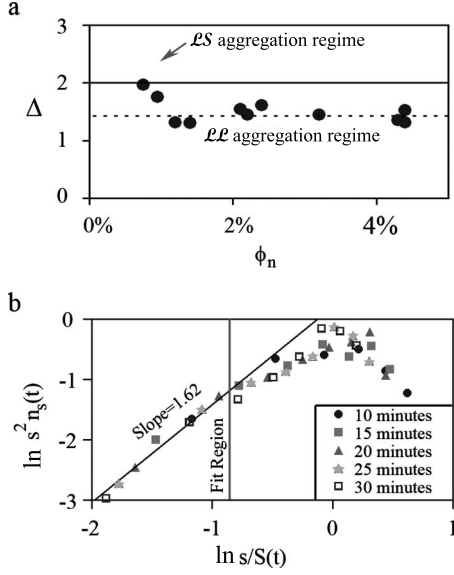 a
3
ℒS aggregation regime
2
Δ
ℒℒ aggregation regime
1
0
0% 2% 4%
ϕn
b
0
-1
-2
-3
ln s² nₛ(t)
Slope=1.62
Fit Region
10 minutes
15 minutes
20 minutes
25 minutes
30 minutes
-2 -1 0 1
ln s/S(t)